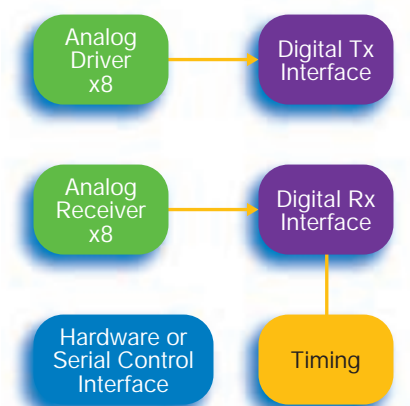 Analog
Driver
x8
Digital Tx
Interface
Analog
Receiver
x8
Digital Rx
Interface
Hardware or
Serial Control
Interface
Timing